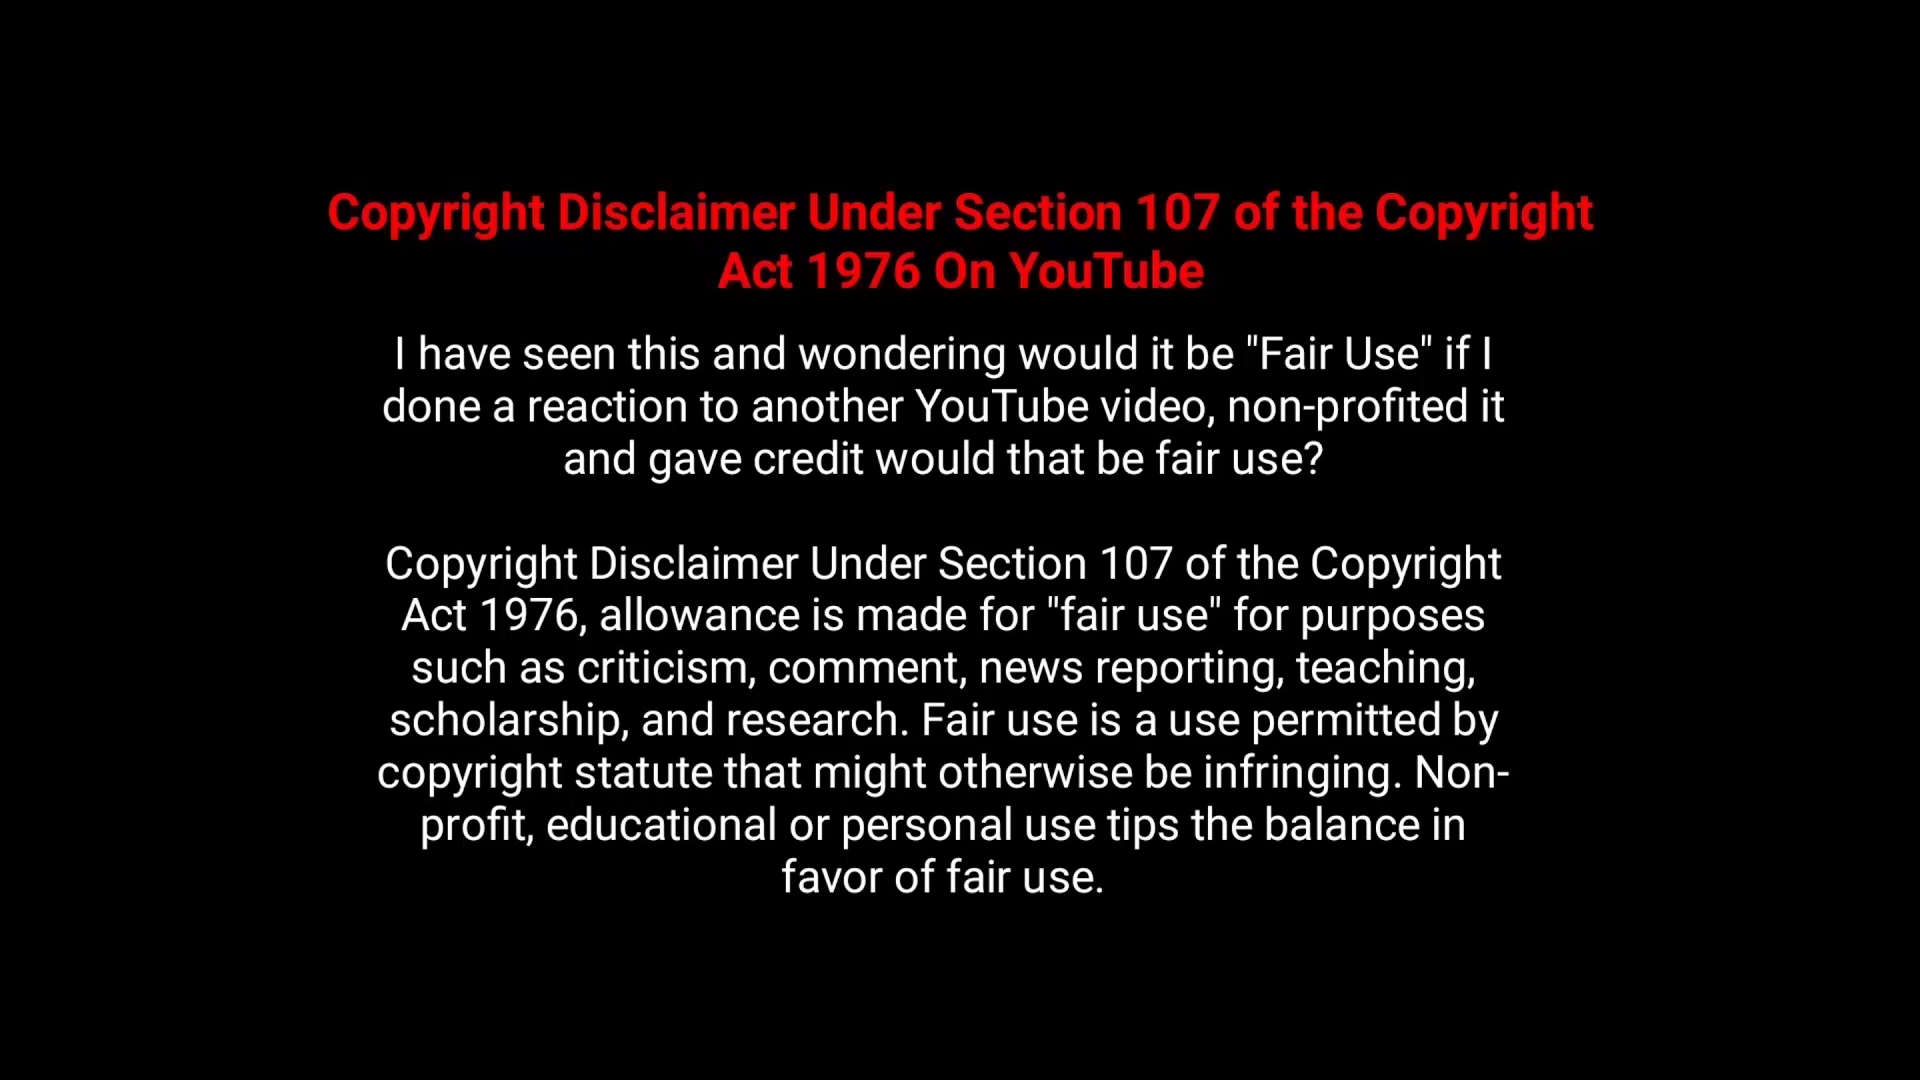 Copyright Disclaimer Under Section 107 of the Copyright
Act 1976 On YouTube
I have seen this and wondering would it be "Fair Use" if I
done a reaction to another YouTube video, non-profited it
and gave credit would that be fair use?
Copyright Disclaimer Under Section 107 of the Copyright
Act 1976, allowance is made for "fair use" for purposes
such as criticism, comment, news reporting, teaching,
scholarship, and research. Fair use is a use permitted by
copyright statute that might otherwise be infringing. Non-
profit, educational or personal use tips the balance in
favor of fair use.